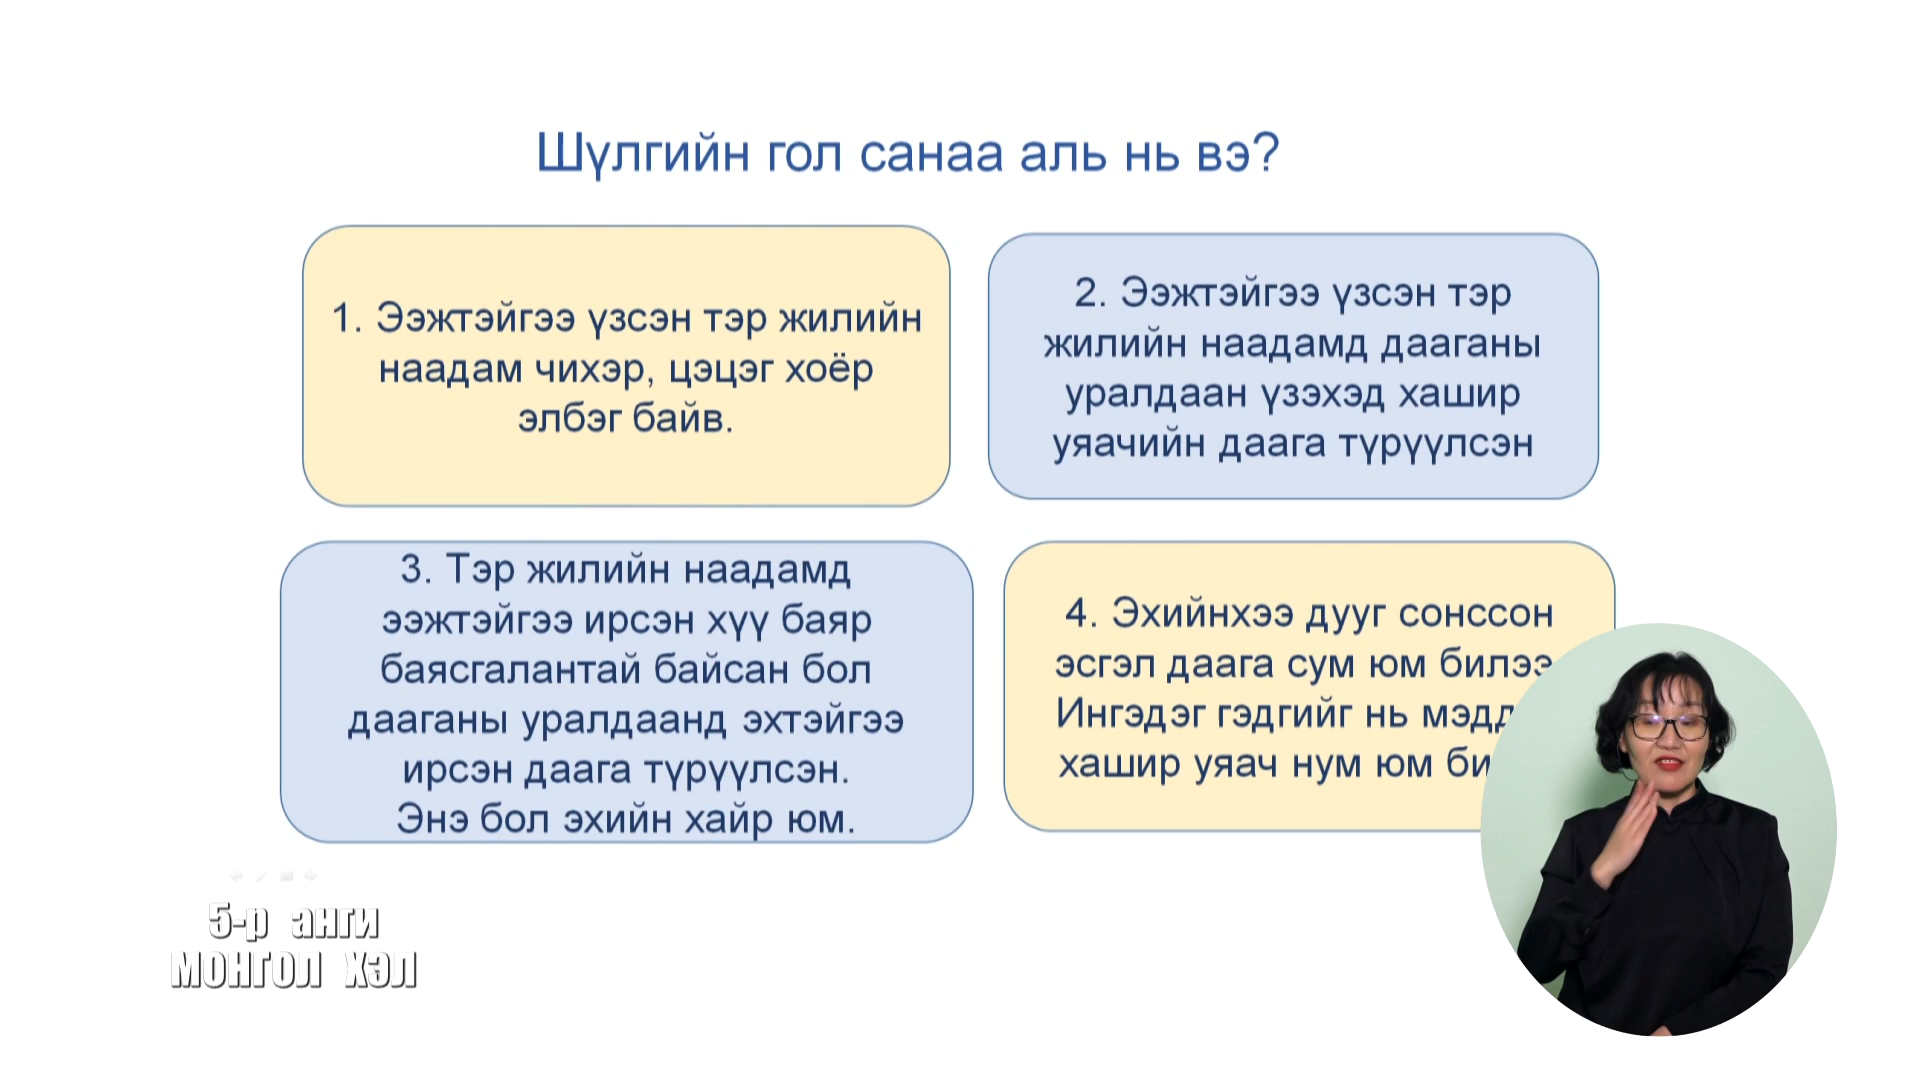 Шүлгийн гол санаа аль нь вэ?
1. Ээжтэйгээ үзсэн тэр жилийн
наадам чихэр, цэцэг хоёр
элбэг байв.
2. Ээжтэйгээ үзсэн тэр
жилийн наадамд дааганы
уралдаан үзэхэд хашир
уяачийн даага түрүүлсэн
3. Тэр жилийн наадамд
ээжтэйгээ ирсэн хүү баяр
баясгалантай байсан бол
дааганы уралдаанд эхтэйгээ
ирсэн даага түрүүлсэн.
Энэ бол эхийн хайр юм.
4. Эхийнхээ дууг сонссон
эсгэл даага сум юм билээ
Ингэдэг гэдгийг нь
хашир уяач нум юм
5-р анги
МОНГОЛ ХЭЛ